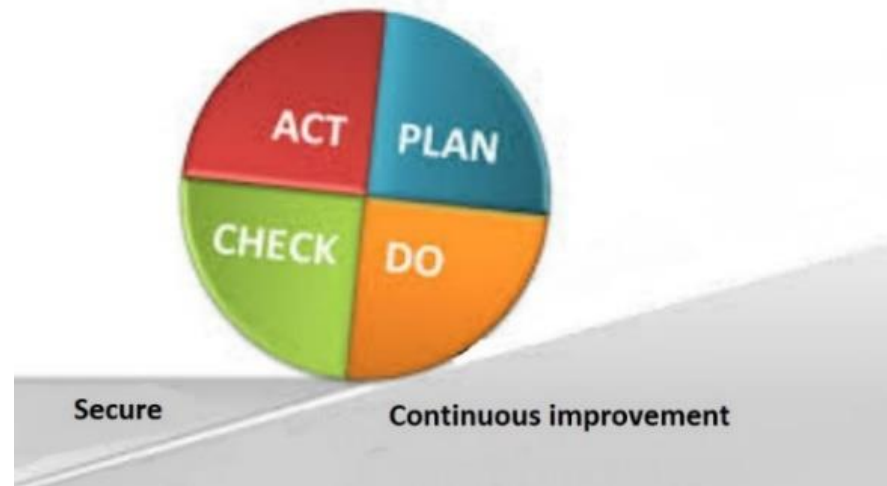 ACT
PLAN
CHECK
DO
Secure
Continuous improvement